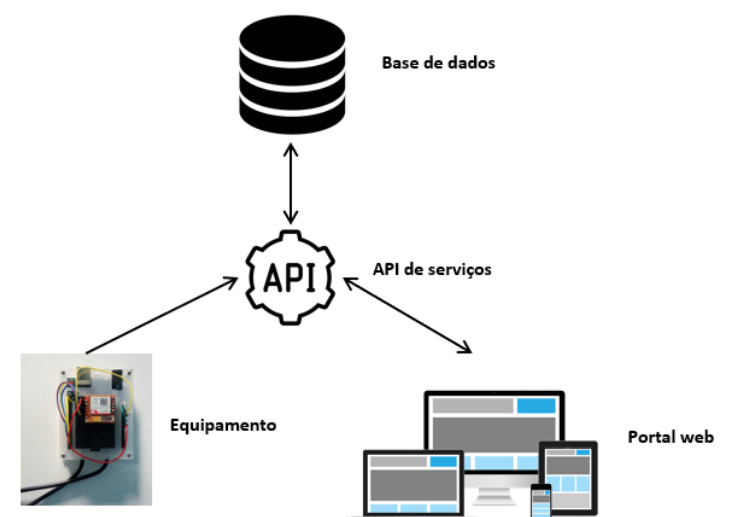 Base de dados
API
API de serviços
Equipamento
Portal web